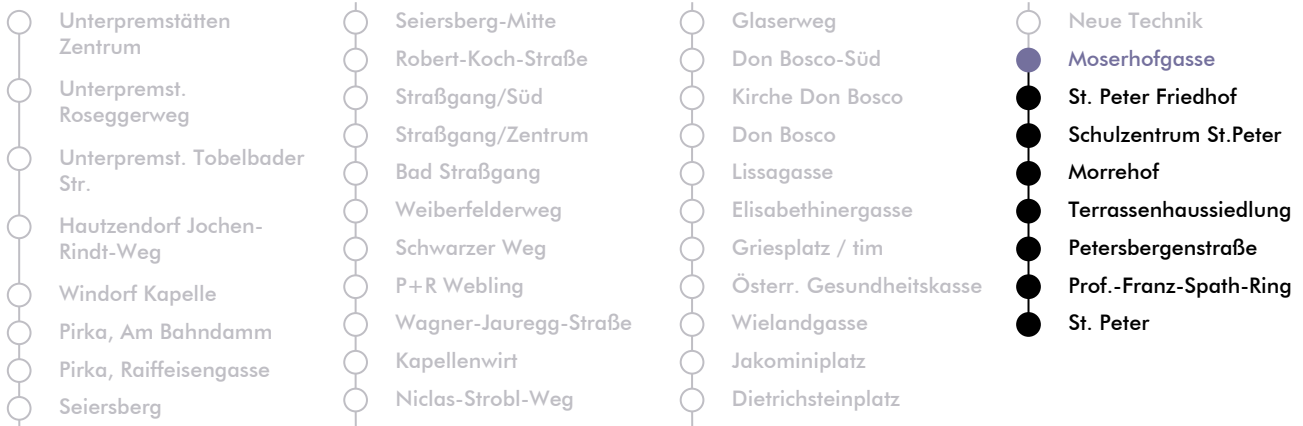 Unterpremstätten
Zentrum
Unterpremst.
Roseggerweg
Unterpremst. Tobelbader
Str.
Hautzendorf Jochen-
Rindt-Weg
Windorf Kapelle
Pirka, Am Bahndamm
Pirka, Raiffeisengasse
Seiersberg
Seiersberg-Mitte
Robert-Koch-Straße
Straßgang/Süd
Straßgang/Zentrum
Bad Straßgang
Weiberfelderweg
Schwarzer Weg
P+R Webling
Wagner-Jauregg-Straße
Kapellenwirt
Niclas-Strobl-Weg
Glaserweg
Don Bosco-Süd
Kirche Don Bosco
Don Bosco
Lissagasse
Elisabethinergasse
Griesplatz / tim
Österr. Gesundheitskasse
Wielandgasse
Jakominiplatz
Dietrichsteinplatz
Neue Technik
Moserhofgasse
St. Peter Friedhof
Schulzentrum St.Peter
Morrehof
Terrassenhaussiedlung
Petersbergenstraße
Prof.-Franz-Spath-Ring
St. Peter